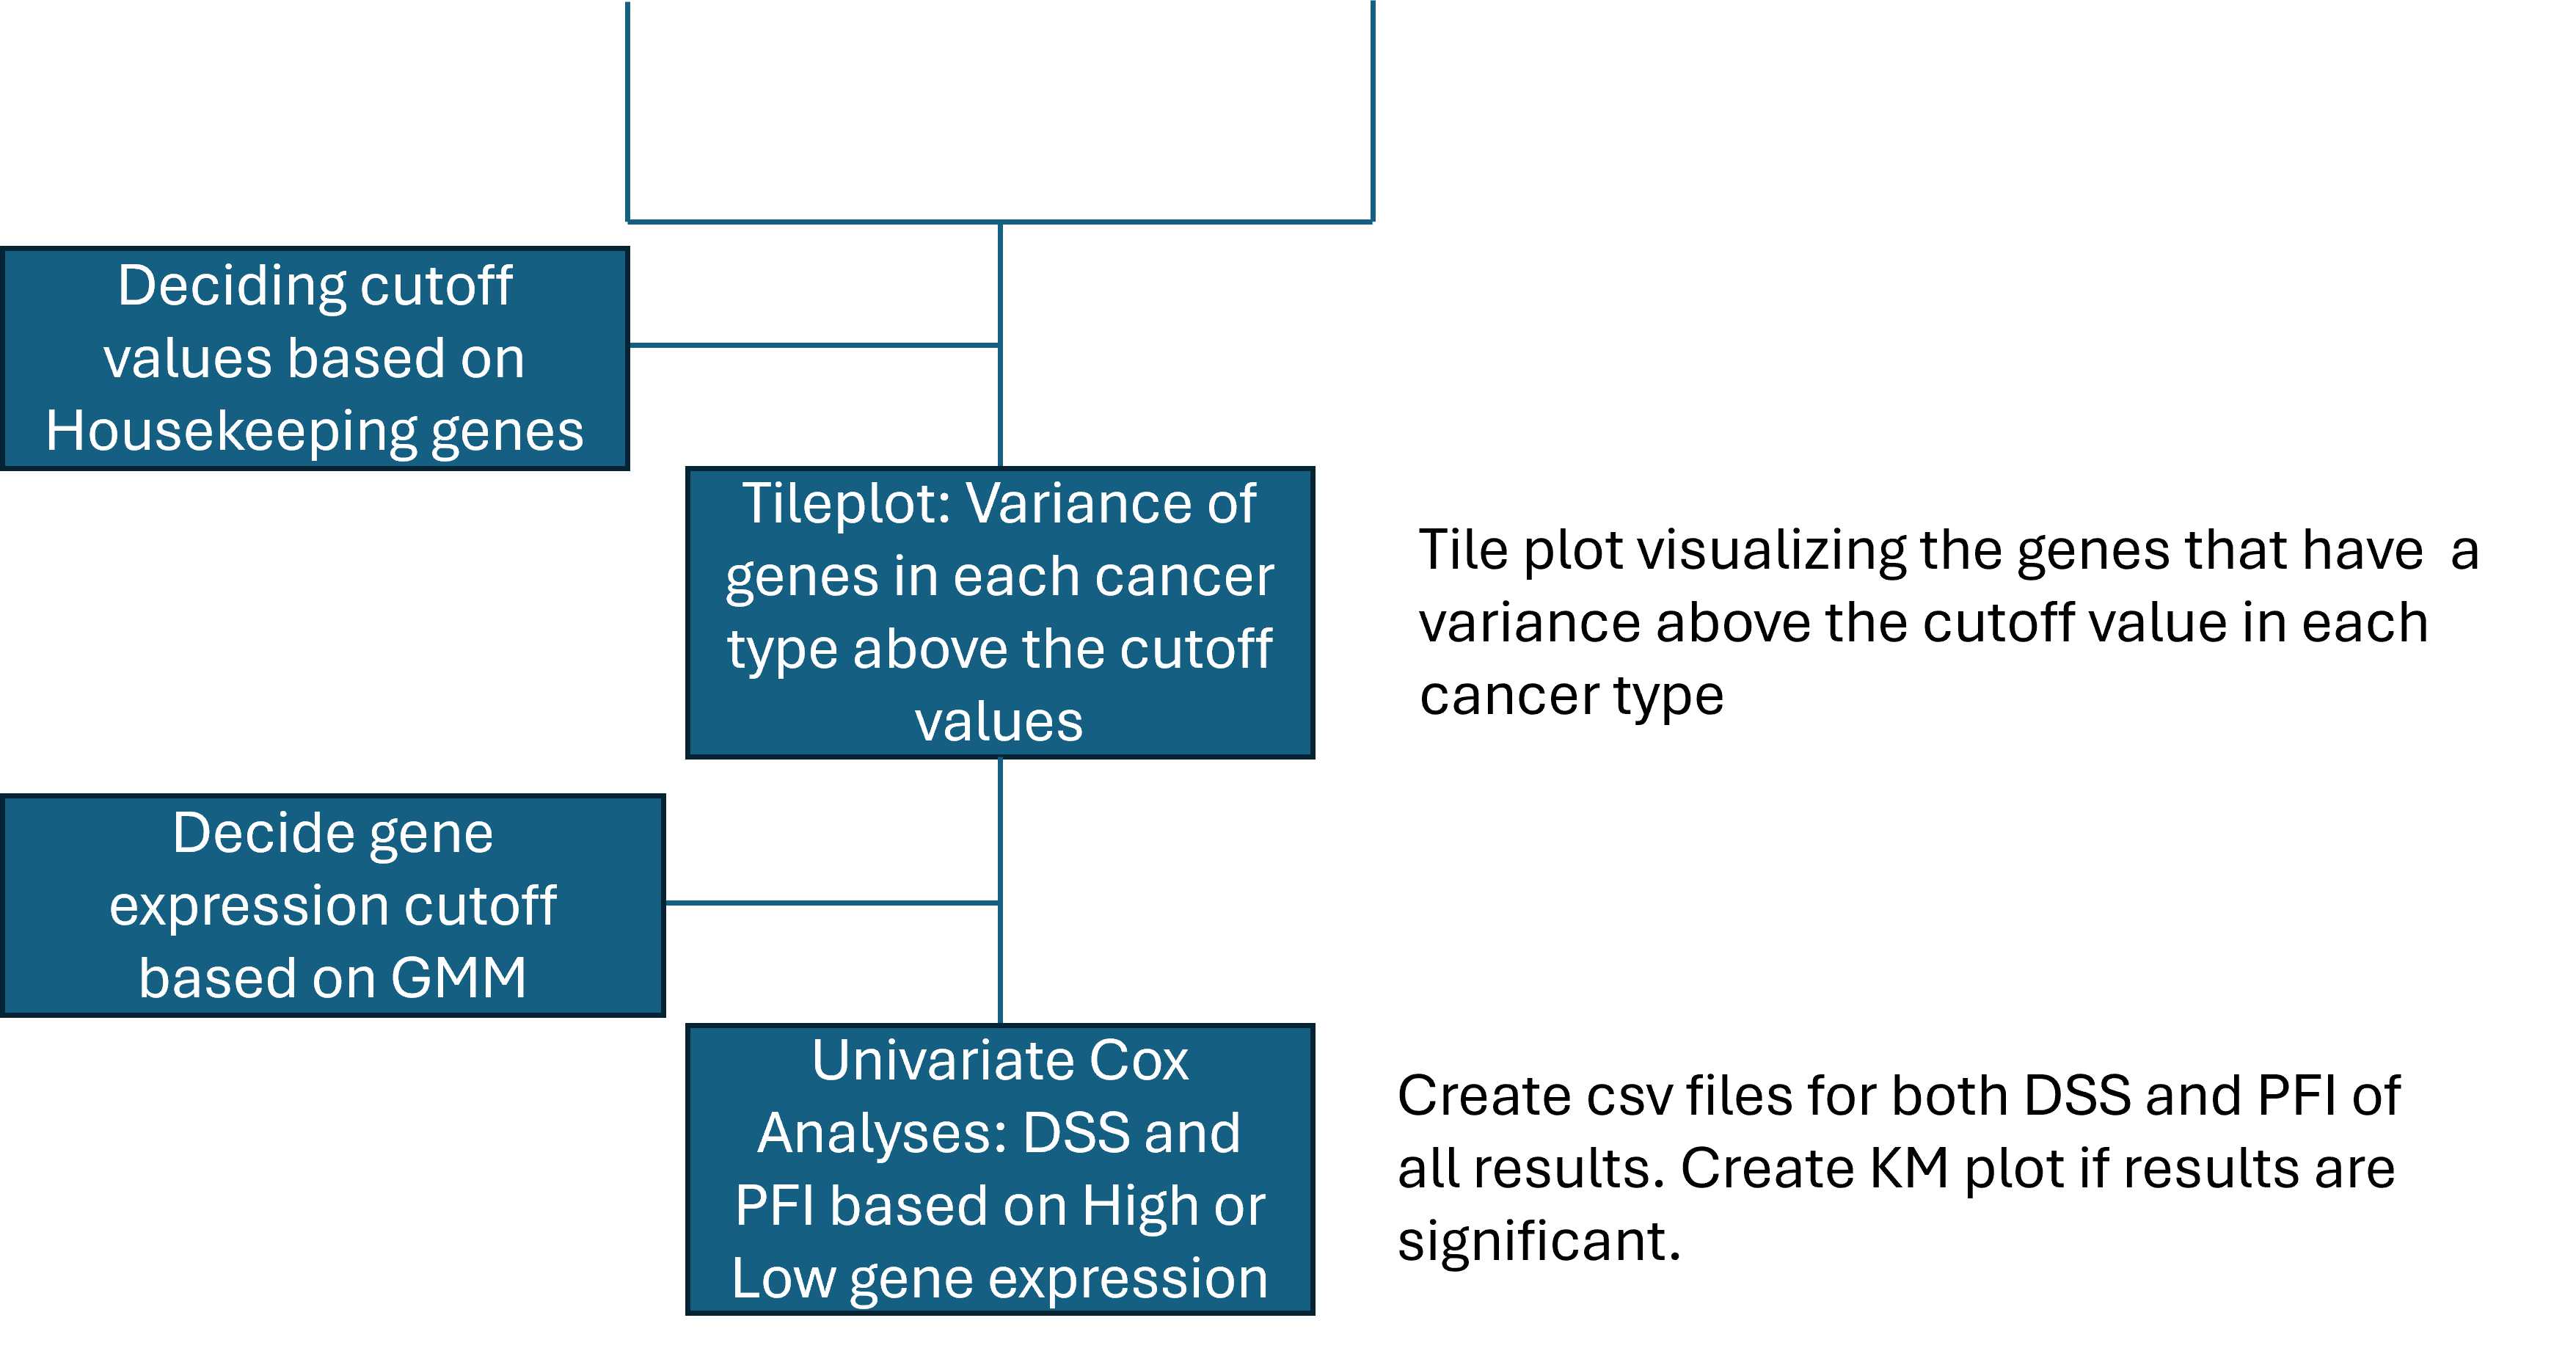 Deciding cutoff
values based on
Housekeeping genes
Tileplot: Variance of
genes in each cancer
type above the cutoff
values
Tile plot visualizing the genes that have  a
variance above the cutoff value in each
cancer type
Decide gene
expression cutoff
based on GMM
Univariate Cox
Analyses: DSS and
PFI based on High or
Low gene expression
Create csv files for both DSS and PFI of
all results. Create KM plot if results are
significant.